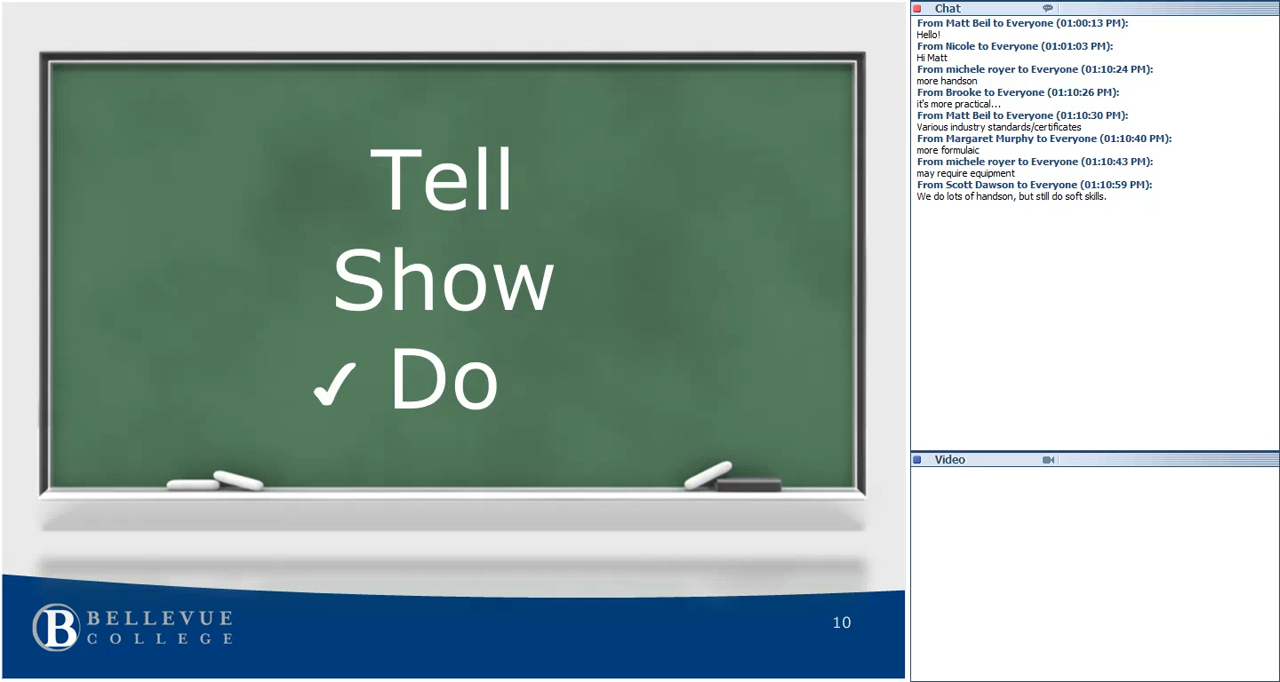 Tell
Show
✓ Do
BELLEVUE
COLLEGE
10
Chat
From Matt Beil to Everyone (01:00:13 PM):
Hello!
From Nicole to Everyone (01:01:03 PM):
Hi Matt
From michele royer to Everyone (01:10:24 PM):
more handson
From Brooke to Everyone (01:10:26 PM):
it's more practical...
From Matt Beil to Everyone (01:10:30 PM):
Various industry standards/certificates
From Margaret Murphy to Everyone (01:10:40 PM):
more formulaic
From michele royer to Everyone (01:10:43 PM):
may require equipment
From Scott Dawson to Everyone (01:10:59 PM):
We do lots of handson, but still do soft skills.
Video